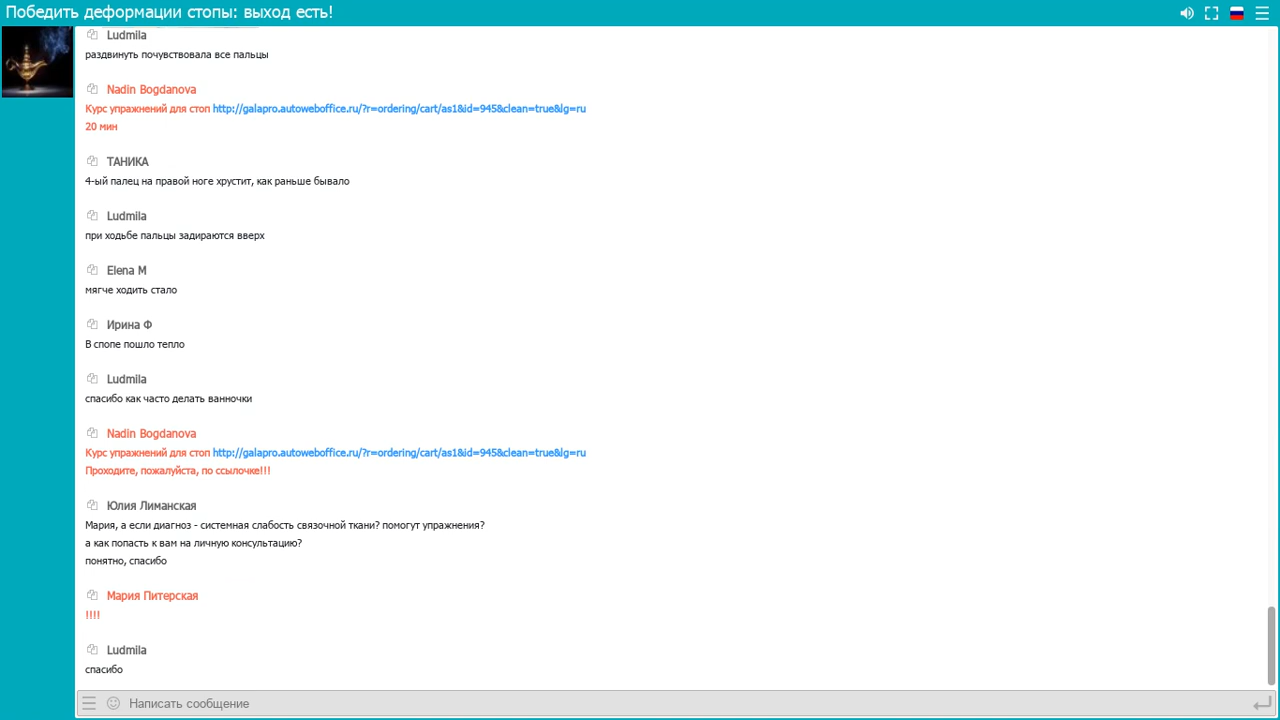 Победить деформации стопы: выход есть!
Ludmila
раздвинуть почувствовала все пальцы
Nadin Bogdanova
Курс упражнений для стоп http://galapro.autoweboffice.ru/?r=ordering/cart/as1&id=945&clean=true&lg=ru
20 мин
ТАНИКА
4-ый палец на правой ноге хрустит, как раньше бывало
Ludmila
при ходьбе пальцы задираются вверх
Elena M
мягче ходить стало
Ирина Ф
В спопе пошло тепло
Ludmila
спасибо как часто делать ванночки
Nadin Bogdanova
Курс упражнений для стоп http://galapro.autoweboffice.ru/?r=ordering/cart/as1&id=945&clean=true&lg=ru
Проходите, пожалуйста, по ссылочке!!!
Юлия Лиманская
Мария, а если диагноз - системная слабость связочной ткани? помогут упражнения?
а как попасть к вам на личную консультацию?
понятно, спасибо
Мария Питерская
!!!!
Ludmila
спасибо
Написать сообщение